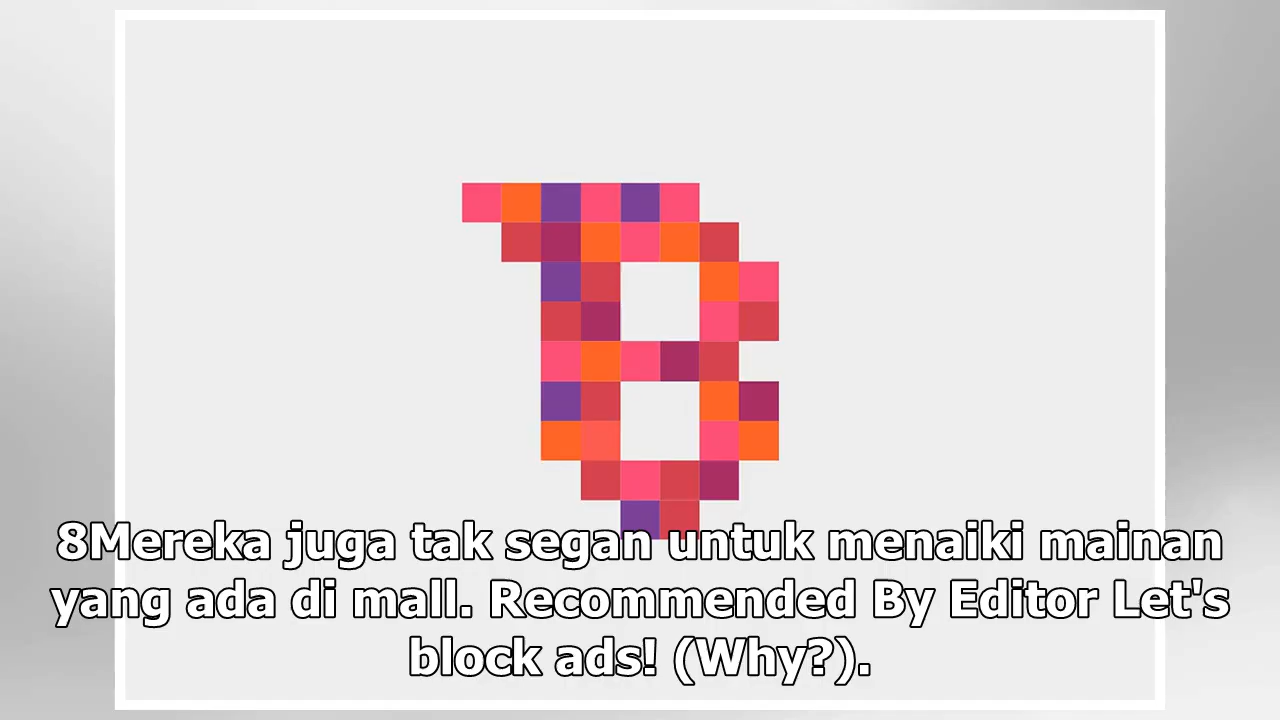 8Mereka juga tak segan untuk menaiki mainan
yang ada di mall. Recommended By Editor Let's
block ads! (Why?).